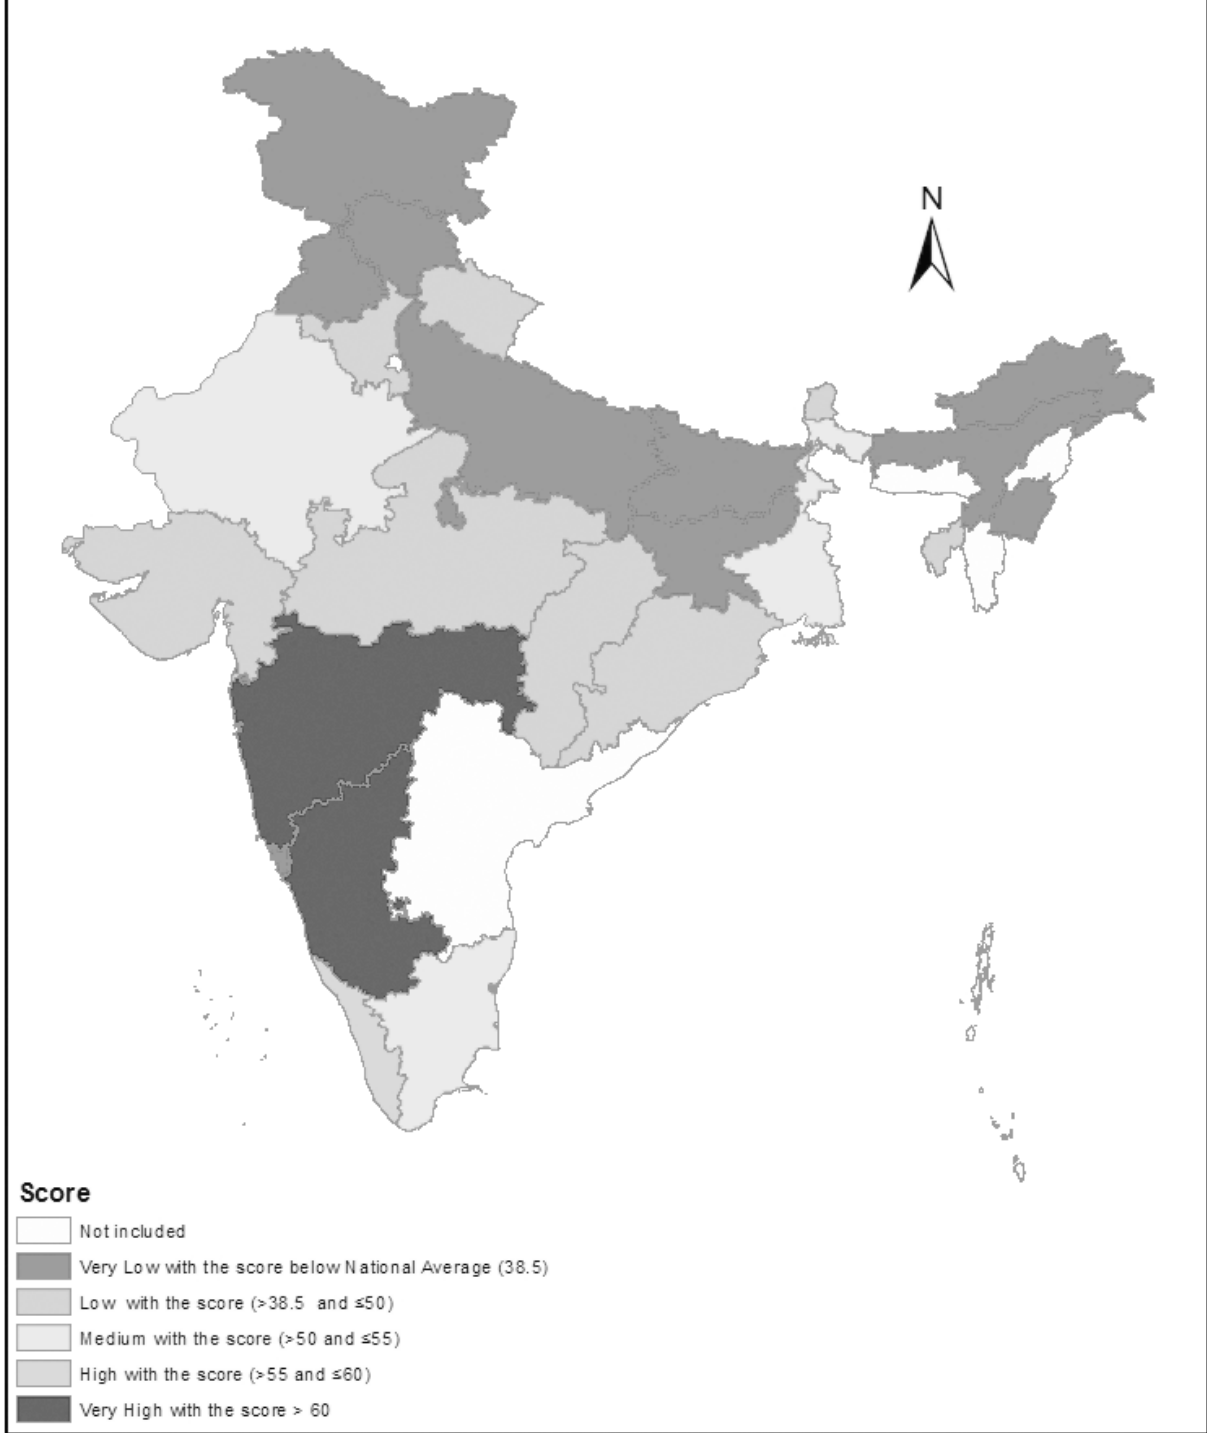 N
Score
Not included
Very Low with the score below National Average (38.5)
Low with the score (>38.5 and ≤50)
Medium with the score (>50 and ≤55)
High with the score (>55 and ≤60)
Very High with the score > 60